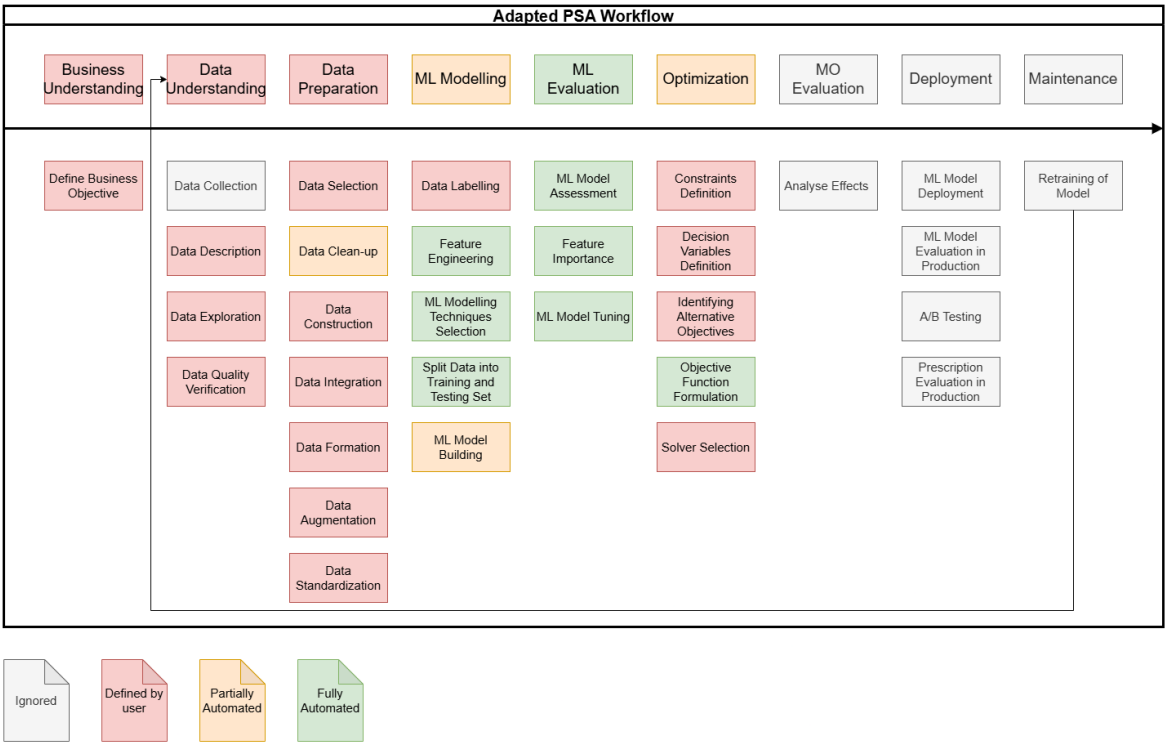 Adapted PSA Workflow
Business
Understanding
Data
Understanding
Data
Preparation
ML Modelling
ML
Evaluation
Optimization
MO
Evaluation
Deployment
Maintenance
Define Business
Objective
Data Collection
Data Selection
Data Labelling
ML Model
Assessment
Constraints
Definition
Analyse Effects
ML Model
Deployment
Retraining of
Model
Data Description
Data Clean-up
Feature
Engineering
Feature
Importance
Decision
Variables
Definition
ML Model
Evaluation in
Production
Data Exploration
Data
Construction
ML Modelling
Techniques
Selection
ML Model Tuning
Identifying
Alternative
Objectives
A/B Testing
Data Quality
Verification
Data Integration
Split Data into
Training and
Testing Set
Objective
Function
Formulation
Prescription
Evaluation in
Production
Data Formation
ML Model
Building
Solver Selection
Data
Augmentation
Data
Standardization
Ignored
Defined by
user
Partially
Automated
Fully
Automated